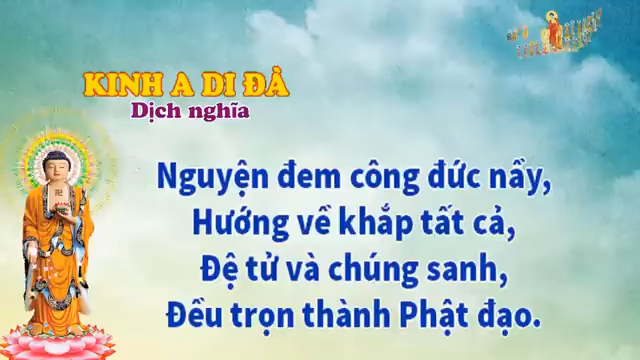 KINH A DI ĐÀ
Dịch nghĩa
Nguyện đem công đức nầy,
Hướng về khắp tất cả,
Đệ tử và chúng sanh,
Đều trọn thành Phật đạo.